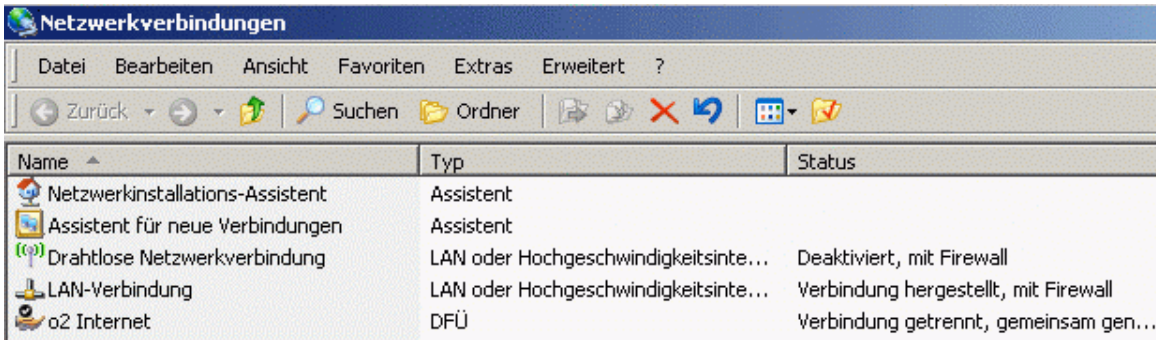 Netzwerkverbindungen
Datei Bearbeiten Ansicht Favoriten Extras Erweitert ?
Zurück Suchen Ordner
Name Typ Status
Netzwerkinstallations-Assistent Assistent
Assistent für neue Verbindungen Assistent
Drahtlose Netzwerkverbindung LAN oder Hochgeschwindigkeitsinte... Deaktiviert, mit Firewall
LAN-Verbindung LAN oder Hochgeschwindigkeitsinte... Verbindung hergestellt, mit Firewall
o2 Internet DFÜ Verbindung getrennt, gemeinsam gen...